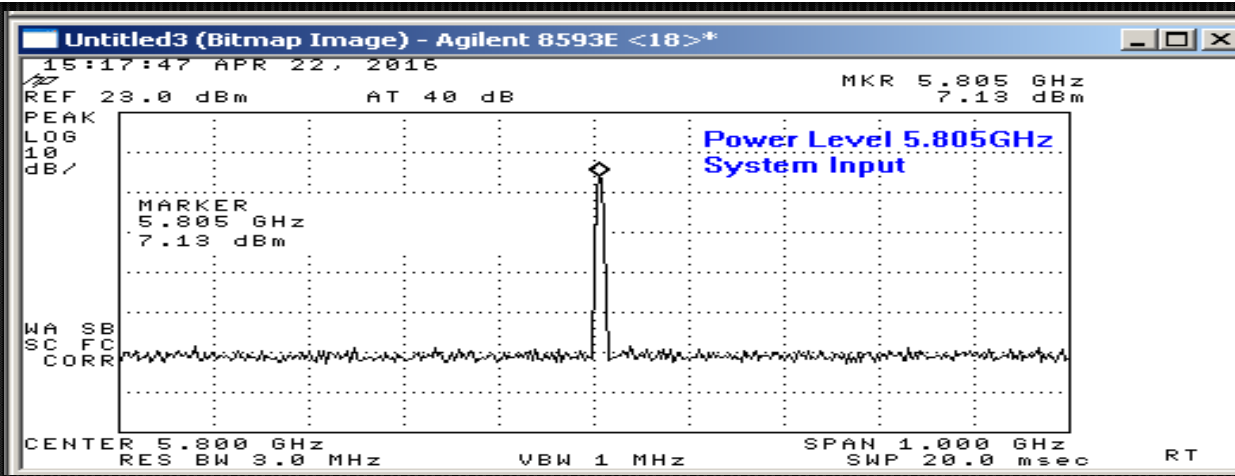 Untitled3 (Bitmap Image) - Agilent 8593E <18>*
15:17:47 APR 22, 2016
MKR 5.805 GHz
REF 23.0 dBm AT 40 dB 7.13 dBm
PEAK
LOG
10
dB/
Power Level 5.805GHz
System Input
MARKER
5.805 GHz
7.13 dBm
WA SB
SC FC
CORR
CENTER 5.800 GHz SPAN 1.000 GHz
RES BW 3.0 MHz VBW 1 MHz SWP 20.0 msec RT